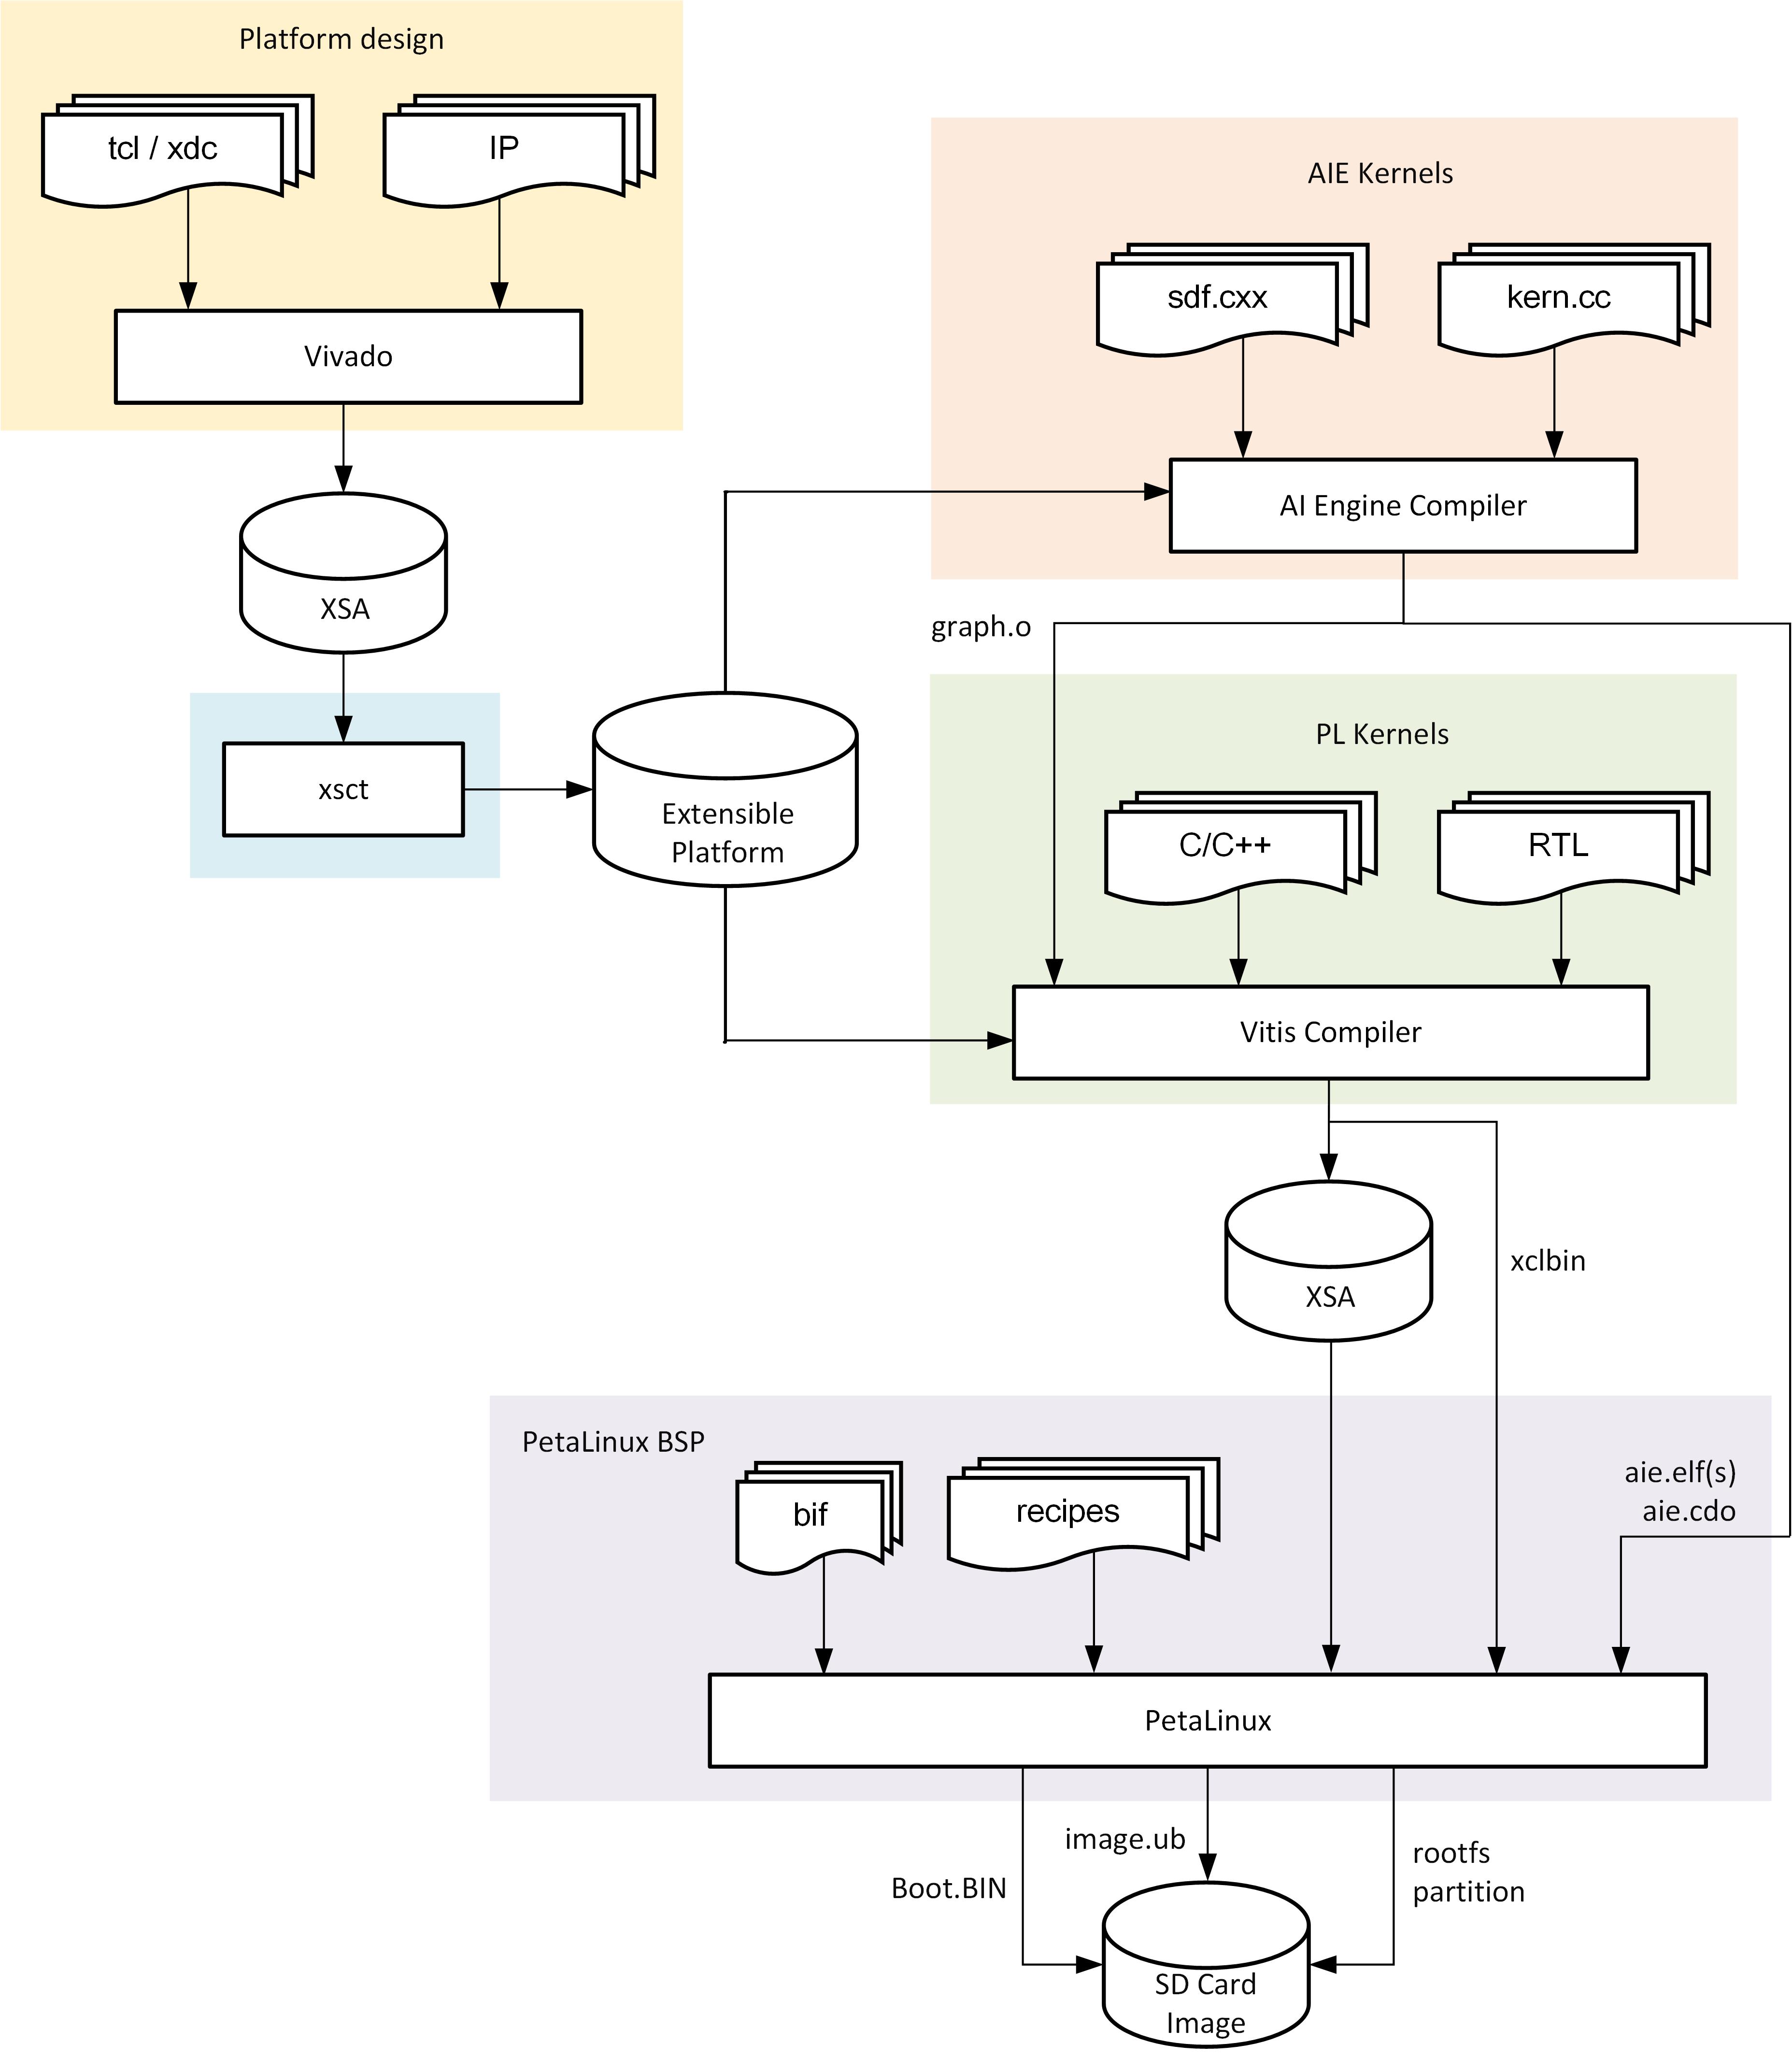 Platform design
tcl / xdc
IP
Vivado
XSA
xsct
Extensible
Platform
AIE Kernels
sdf.cxx
kern.cc
AI Engine Compiler
graph.o
PL Kernels
C/C++
RTL
Vitis Compiler
XSA
xclbin
PetaLinux BSP
bif
recipes
aie.elf(s)
aie.cdo
PetaLinux
image.ub
Boot.BIN
rootfs
partition
SD Card
Image